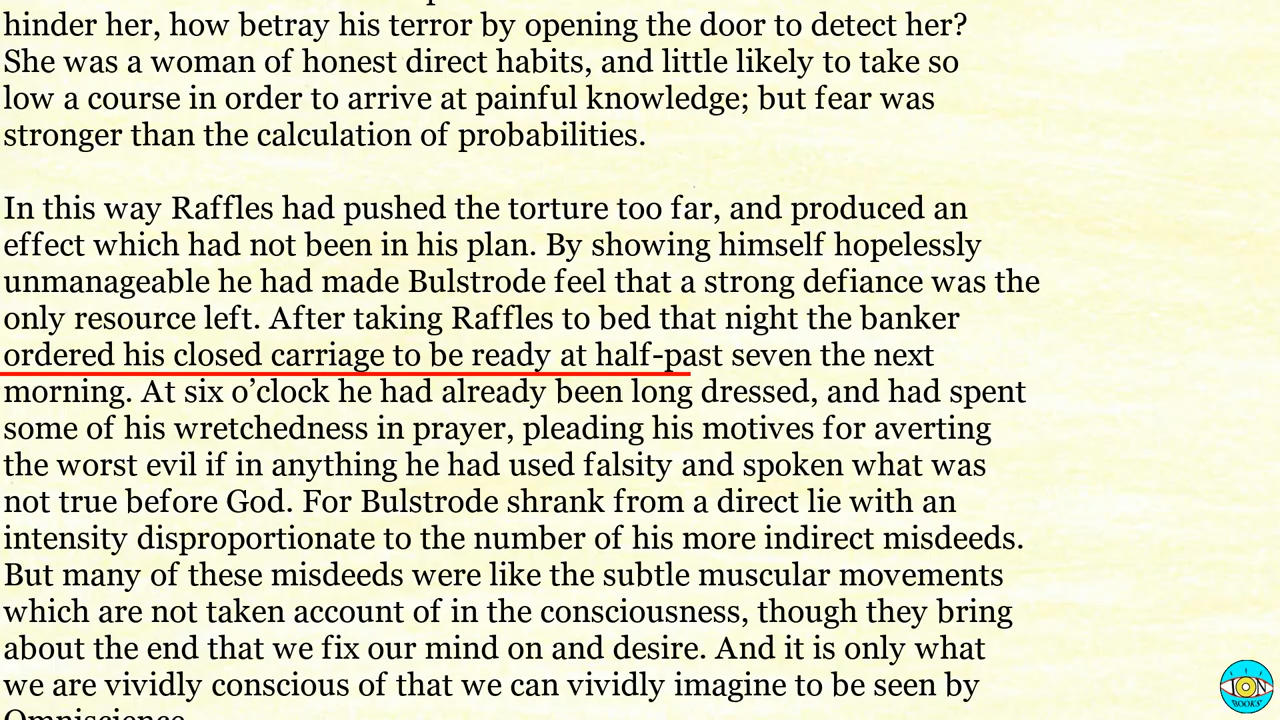 hinder her, how betray his terror by opening the door to detect her?
She was a woman of honest direct habits, and little likely to take so
low a course in order to arrive at painful knowledge; but fear was
stronger than the calculation of probabilities.
In this way Raffles had pushed the torture too far, and produced an
effect which had not been in his plan. By showing himself hopelessly
unmanageable he had made Bulstrode feel that a strong defiance was the
only resource left. After taking Raffles to bed that night the banker
ordered his closed carriage to be ready at half-past seven the next
morning. At six o’clock he had already been long dressed, and had spent
some of his wretchedness in prayer, pleading his motives for averting
the worst evil if in anything he had used falsity and spoken what was
not true before God. For Bulstrode shrank from a direct lie with an
intensity disproportionate to the number of his more indirect misdeeds.
But many of these misdeeds were like the subtle muscular movements
which are not taken account of in the consciousness, though they bring
about the end that we fix our mind on and desire. And it is only what
we are vividly conscious of that we can vividly imagine to be seen by
Omniscience.
ION
BOOKS